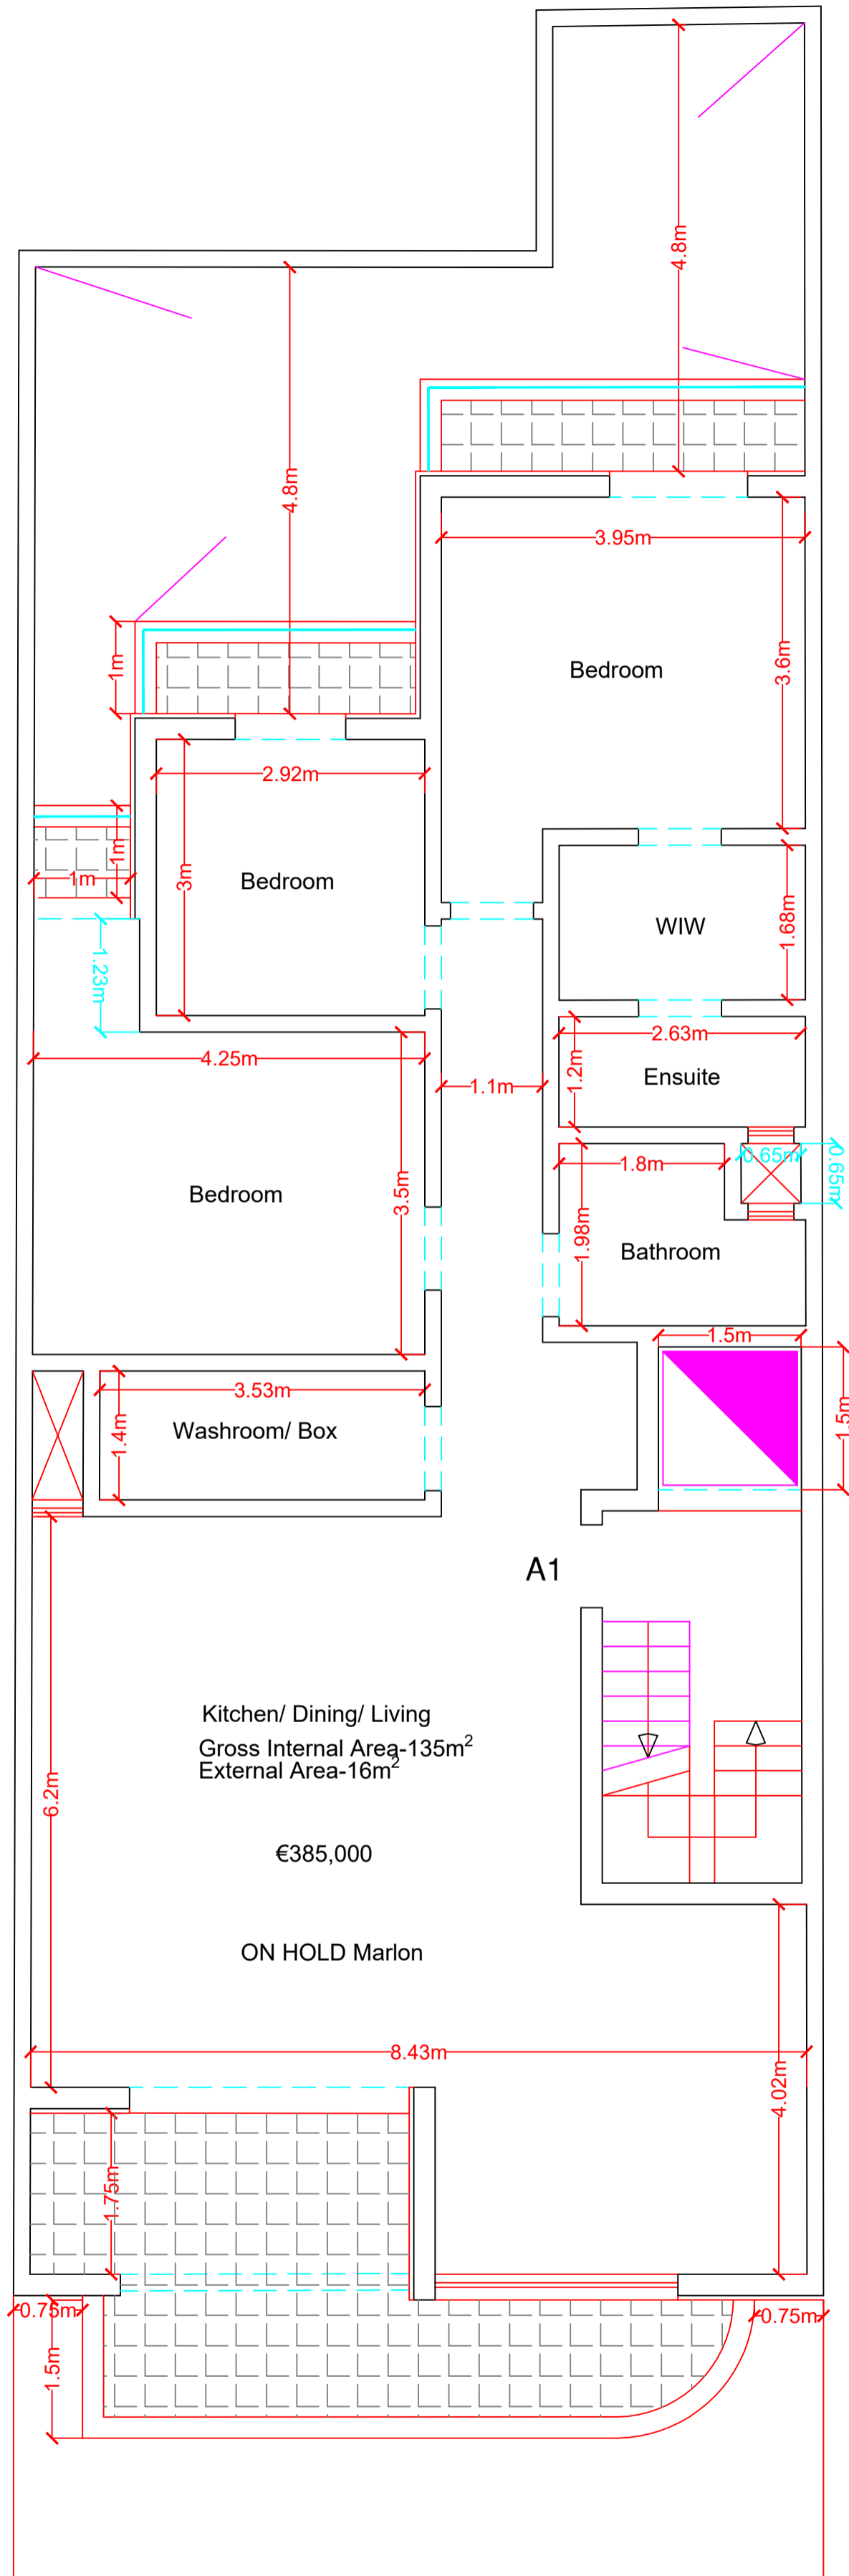 4.8m
4.8m
3.95m
Bedroom
3.6m
1m
2.92m
1m
1m
3m
Bedroom
WIW
1.68m
1.23m
2.63m
4.25m
1.2m
Ensuite
1.1m
0.65m
0.65m
1.8m
Bedroom
3.5m
1.98m
Bathroom
1.5m
3.53m
1.4m
Washroom/ Box
1.5m
A1
Kitchen/ Dining/ Living
Gross Internal Area-135m²
External Area-16m²
6.2m
€385,000
ON HOLD Marlon
8.43m
4.02m
1.75m
0.75m
0.75m
1.5m